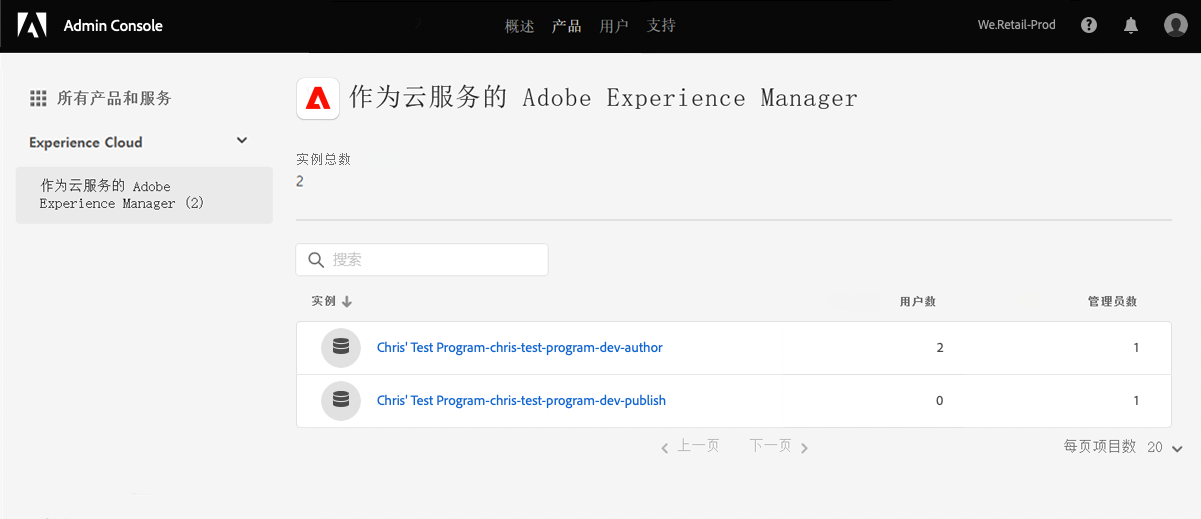 Admin Console
概述 产品 用户 支持
We.Retail-Prod
所有产品和服务
Experience Cloud
作为云服务的 Adobe
Experience Manager (2)
作为云服务的 Adobe Experience Manager
实例总数
2
搜索
实例 用户数 管理员数
Chris' Test Program-chris-test-program-dev-author 2 1
Chris' Test Program-chris-test-program-dev-publish 0 1
上一页 下一页
每页项目数 20